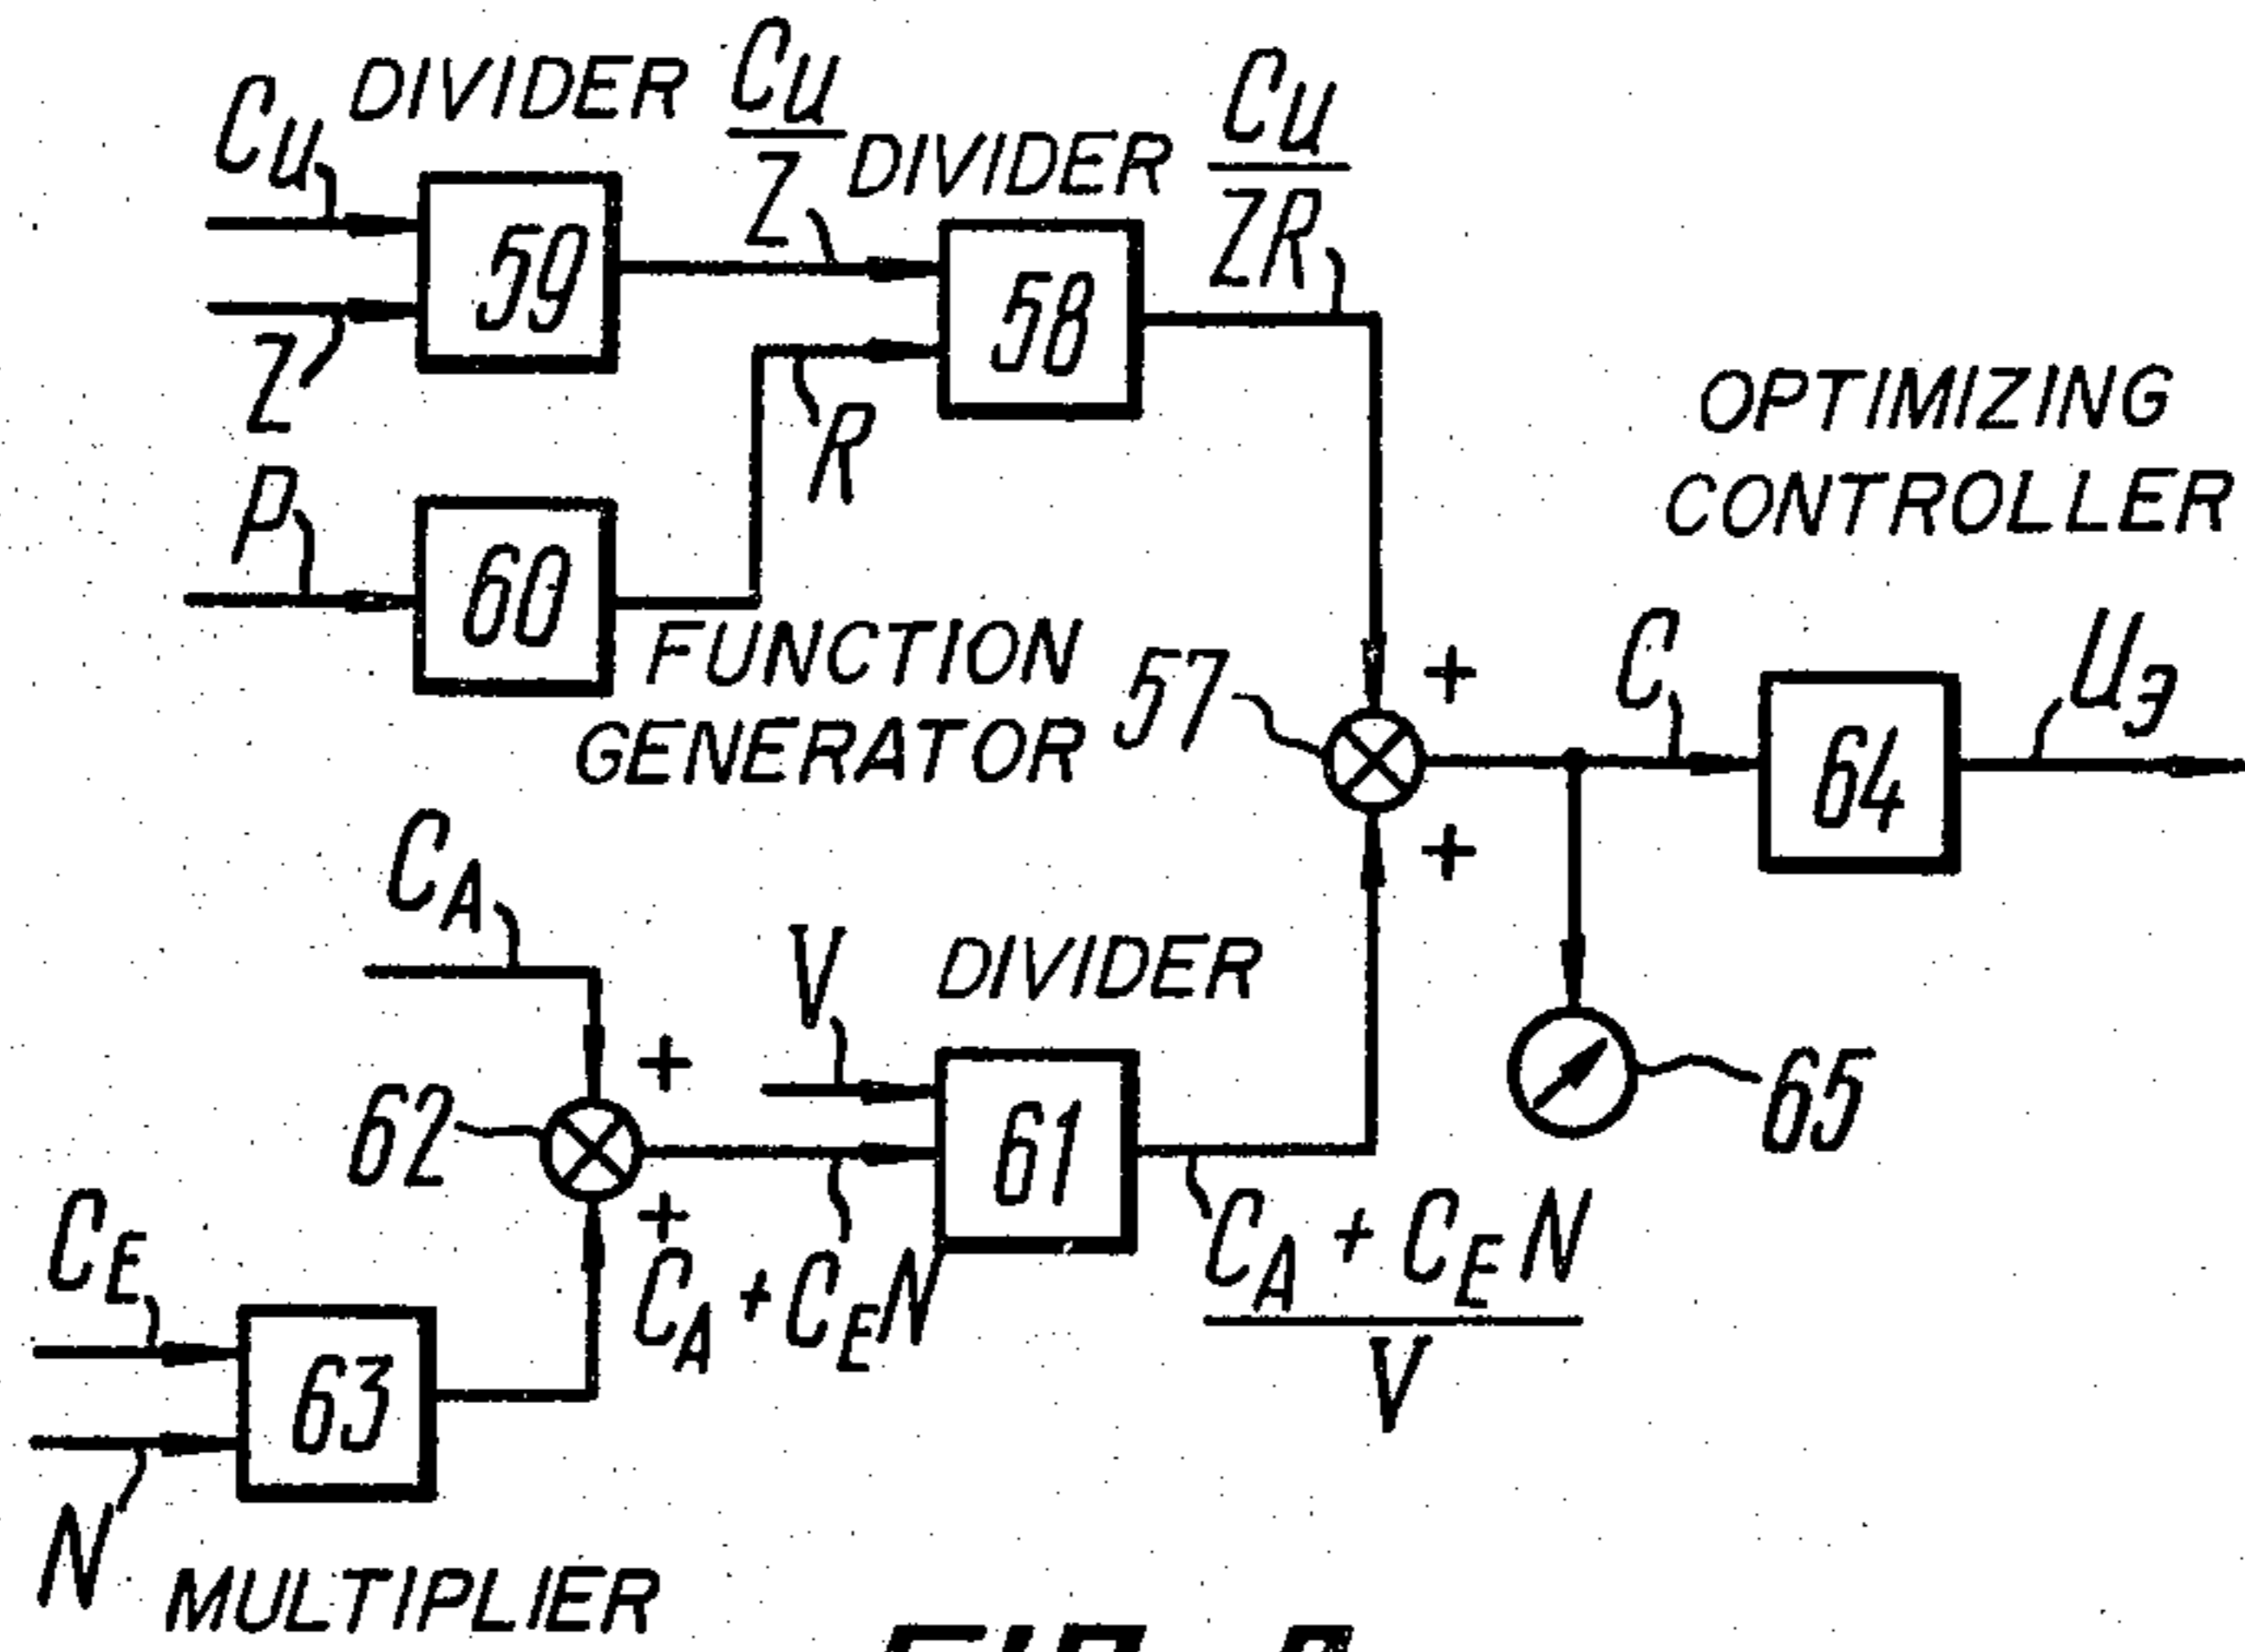 DIVIDER
Cu
59
Z
Cu
Z
DIVIDER
58
Cu
ZR
R
P
60
FUNCTION
GENERATOR
57
+
+
OPTIMIZING
CONTROLLER
C
64
UЭ
65
CA
62
+
+
V
DIVIDER
61
CA + CEN
CA + CEN
V
CE
63
N
MULTIPLIER